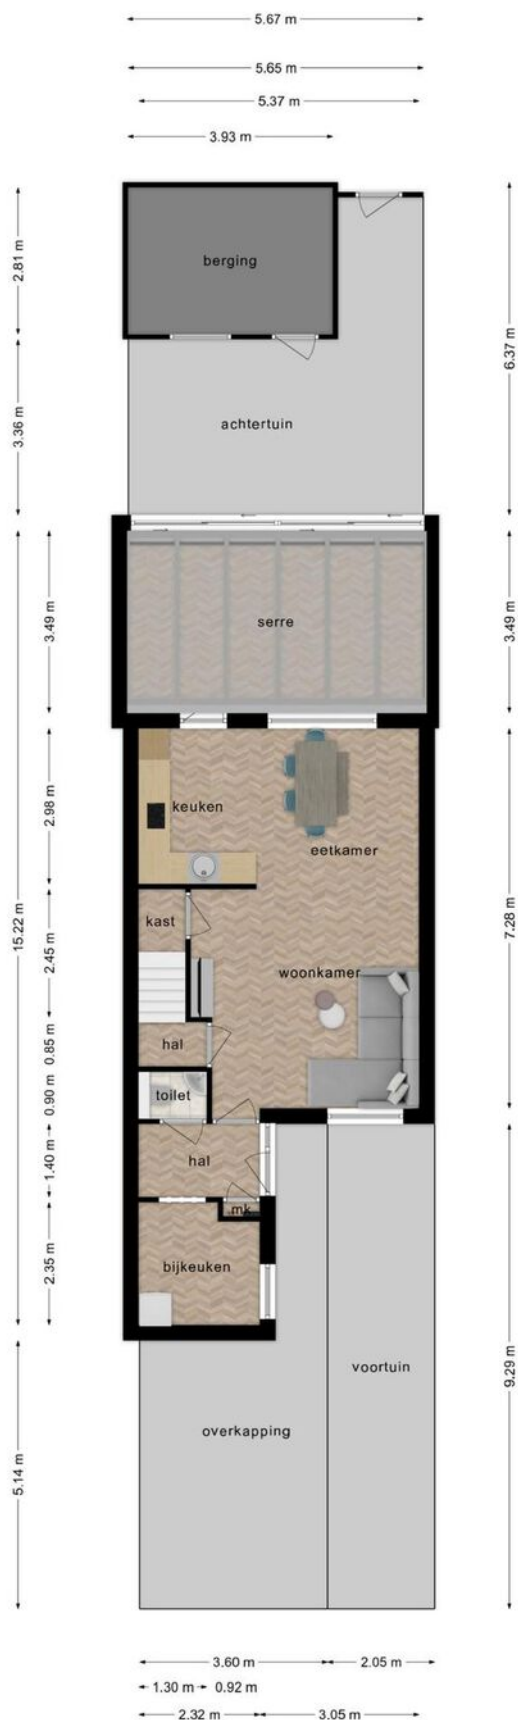 5.67 m
5.65 m
5.37 m
3.93 m
2.81 m
3.36 m
6.37 m
berging
achtertuin
15.22 m
3.49 m
3.49 m
serre
2.98 m
keuken
eetkamer
7.28 m
2.45 m
kast
woonkamer
0.85 m
hal
0.90 m
toilet
1.40 m
hal
mk
2.35 m
bijkeuken
9.29 m
voortuin
5.14 m
overkapping
3.60 m
2.05 m
1.30 m
0.92 m
2.32 m
3.05 m